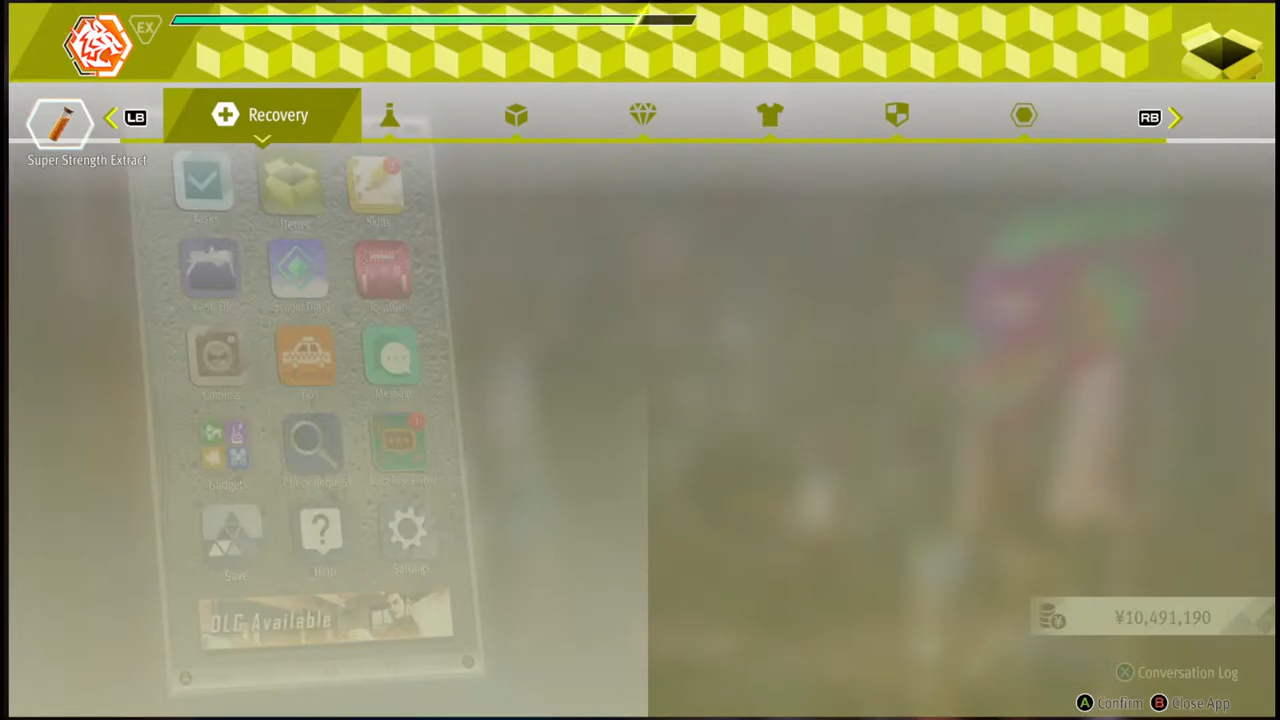 EX
LB
Recovery
RB
Super Strength Extract
Tasks
Items
Skills
Camera
Taxi
Message
Gadgets
Save
Help
Settings
DLC Available
¥10,491,190
X Conversation Log
A Confirm B Close App